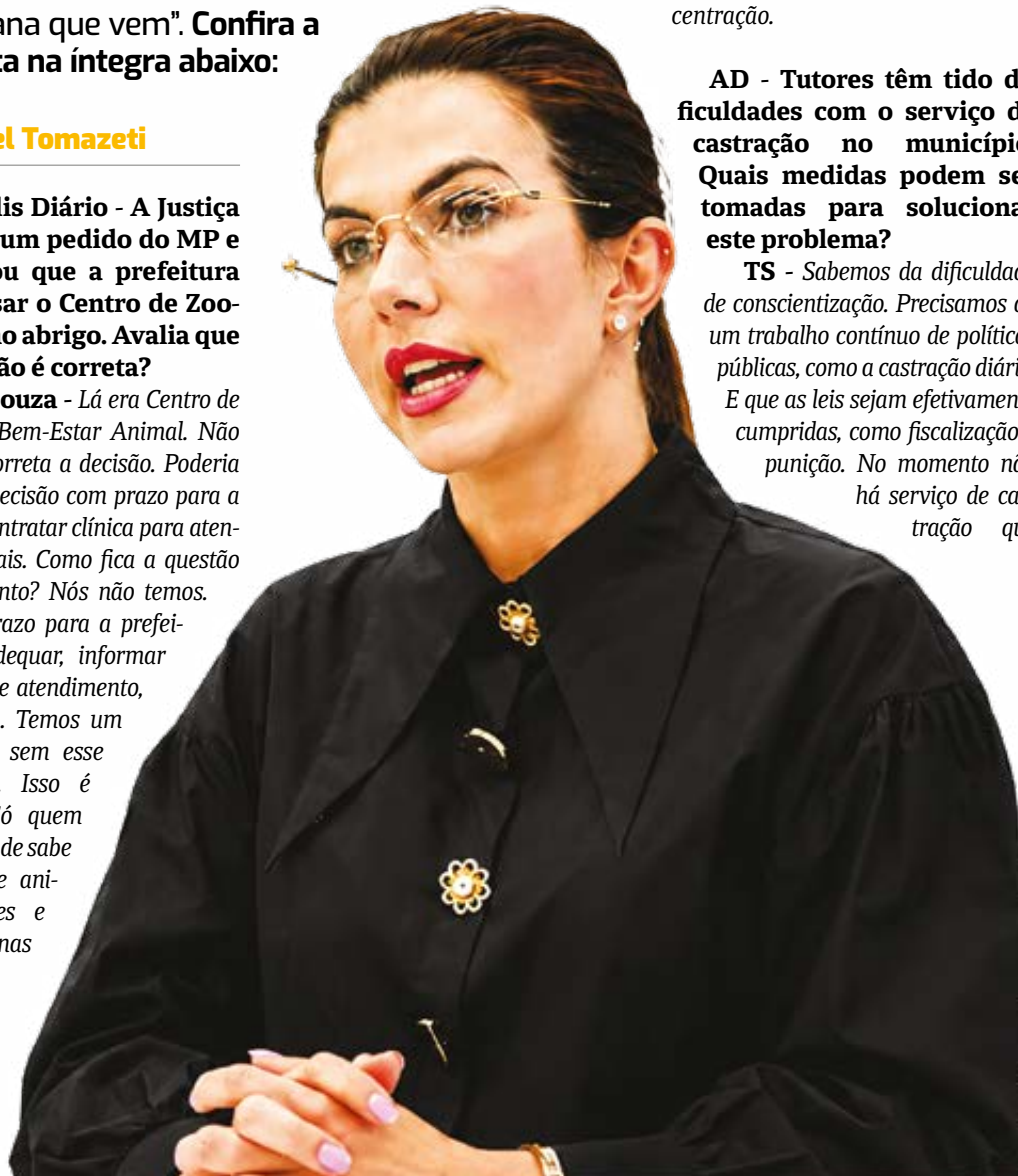 ana que vem”. Confira a
ta na íntegra abaixo:
el Tomazeti
lis Diário - A Justiça
um pedido do MP e
ou que a prefeitura
sar o Centro de Zoo-
no abrigo. Avalia que
ão é correta?
ouza - Lá era Centro de
Bem-Estar Animal. Não
orreta a decisão. Poderia
ecisão com prazo para a
ntratar clínica para aten-
ais. Como fica a questão
nto? Nós não temos.
razo para a prefei-
dequar, informar
e atendimento,
. Temos um
sem esse
Isso é
ó quem
de sabe
e ani-
es e
nas
centração.
AD - Tutores têm tido d
ficuldades com o serviço d
castração no municípi
Quais medidas podem se
tomadas para soluciona
este problema?
TS - Sabemos da dificulda
de conscientização. Precisamos d
um trabalho contínuo de polític
públicas, como a castração diári
E que as leis sejam efetivamen
cumpridas, como fiscalização
punição. No momento nã
há serviço de ca
tração qu